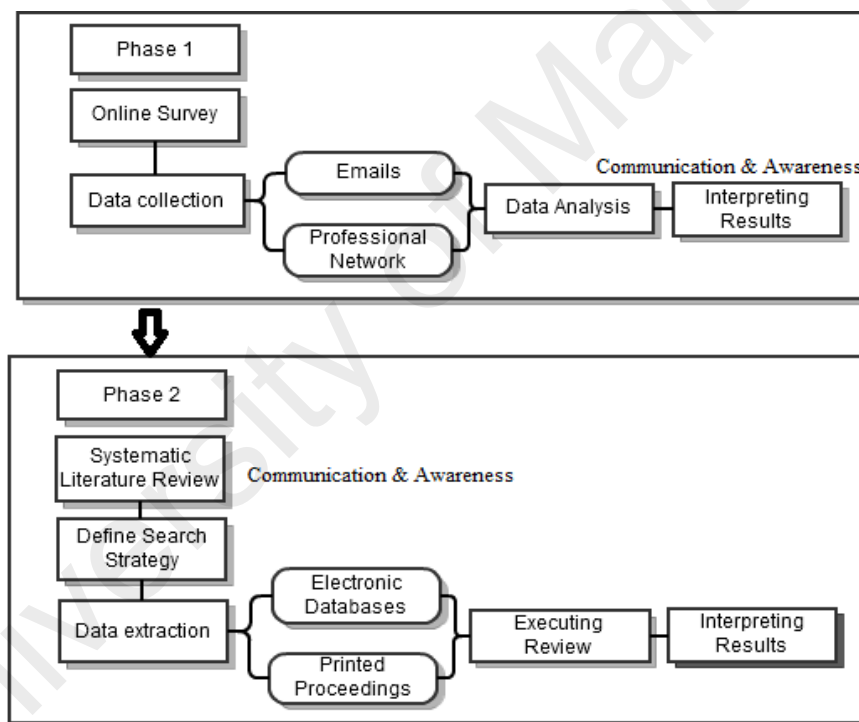 Phase 1
Online Survey
Data collection
Emails
Professional
Network
Communication & Awareness
Data Analysis
Interpreting
Results
Phase 2
Systematic
Literature Review
Communication & Awareness
Define Search
Strategy
Data extraction
Electronic
Databases
Printed
Proceedings
Executing
Review
Interpreting
Results